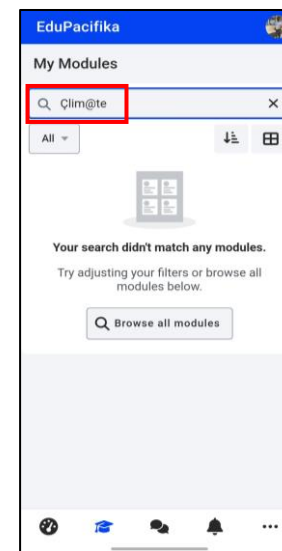 EduPacifika
My Modules
Çlim@te
All
Your search didn't match any modules.
Try adjusting your filters or browse all
modules below.
Browse all modules